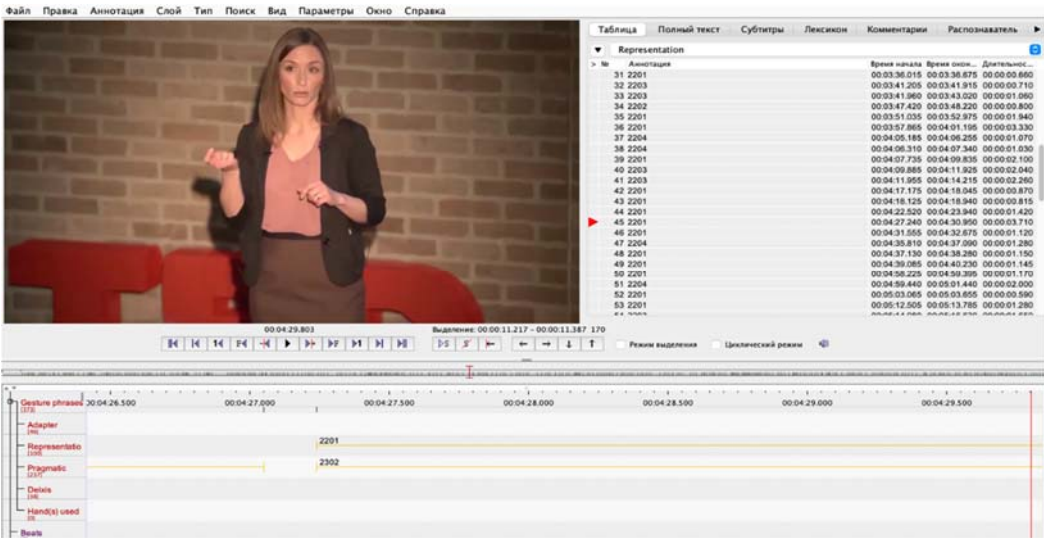 Файл Правка Аннотация Слой Тип Поиск Вид Параметры Окно Справка
TED
Таблица Полный текст Субтитры Лексикон Комментарии Распознаватель
Representation
> № Аннотация Время начала Время окон... Длительнос...
31 2201 00:03:36.015 00:03:36.675 00:00:00.660
32 2203 00:03:41.205 00:03:41.915 00:00:00.710
33 2203 00:03:41.960 00:03:43.020 00:00:01.060
34 2202 00:03:47.420 00:03:48.220 00:00:00.800
35 2201 00:03:51.035 00:03:52.975 00:00:01.940
36 2201 00:03:57.865 00:04:01.195 00:00:03.330
37 2204 00:04:05.185 00:04:06.255 00:00:01.070
38 2204 00:04:06.310 00:04:07.340 00:00:01.030
39 2201 00:04:07.735 00:04:09.835 00:00:02.100
40 2203 00:04:09.885 00:04:11.925 00:00:02.040
41 2203 00:04:11.955 00:04:14.215 00:00:02.260
42 2201 00:04:17.175 00:04:18.045 00:00:00.870
43 2201 00:04:18.125 00:04:18.940 00:00:00.815
44 2201 00:04:22.520 00:04:23.940 00:00:01.420
45 2201 00:04:27.240 00:04:30.950 00:00:03.710
46 2201 00:04:31.555 00:04:32.675 00:00:01.120
47 2204 00:04:35.810 00:04:37.090 00:00:01.280
48 2201 00:04:37.130 00:04:38.280 00:00:01.150
49 2201 00:04:39.085 00:04:40.230 00:00:01.145
50 2201 00:04:58.225 00:04:59.395 00:00:01.170
51 2204 00:04:59.440 00:05:01.440 00:00:02.000
52 2201 00:05:03.065 00:05:03.655 00:00:00.590
53 2201 00:05:12.505 00:05:13.785 00:00:01.280
00:04:29.803 Выделение: 00:00:11.217 - 00:00:11.387 170
Режим выделения Циклический режим
Gesture phrases 00:04:26.500 00:04:27.000 00:04:27.500 00:04:28.000 00:04:28.500 00:04:29.000 00:04:29.500
Adapter
Representatio 2201
Pragmatic 2302
Deixis
Hand(s) used
Beats